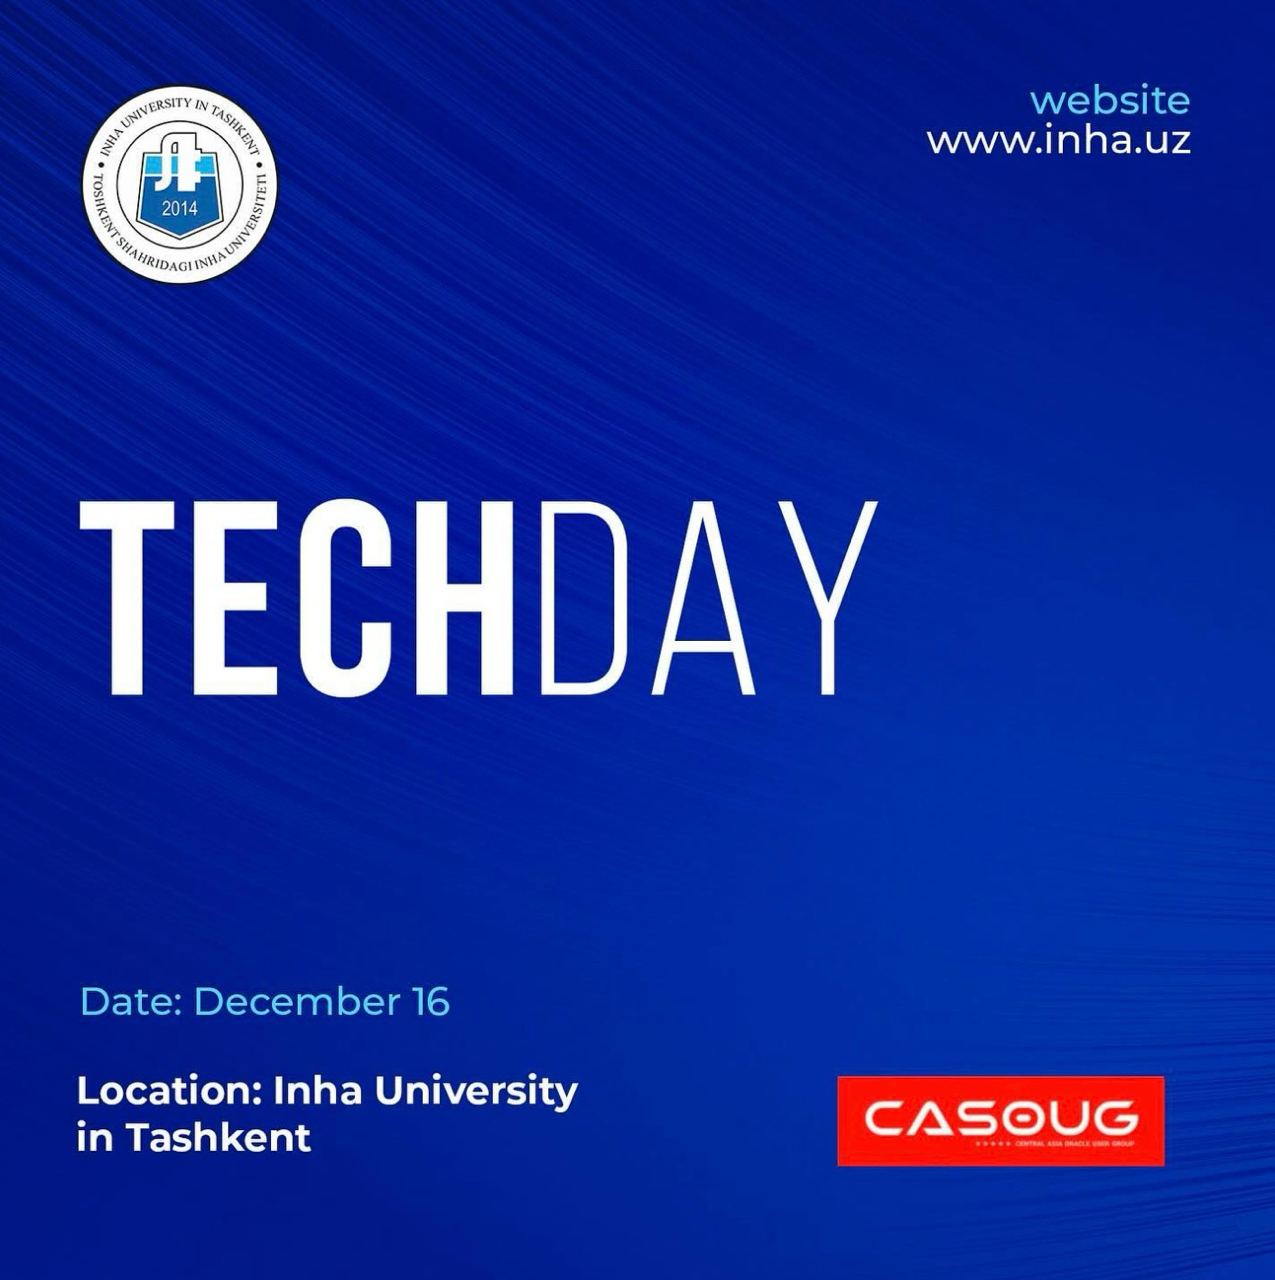 INHA UNIVERSITY IN TASHKENT
TOSHKENT SHAHRIDAGI INHA UNIVERSITETI
2014
website
www.inha.uz
TECHDAY
Date: December 16
Location: Inha University
in Tashkent
CASOUG
CENTRAL ASIA ORACLE USER GROUP